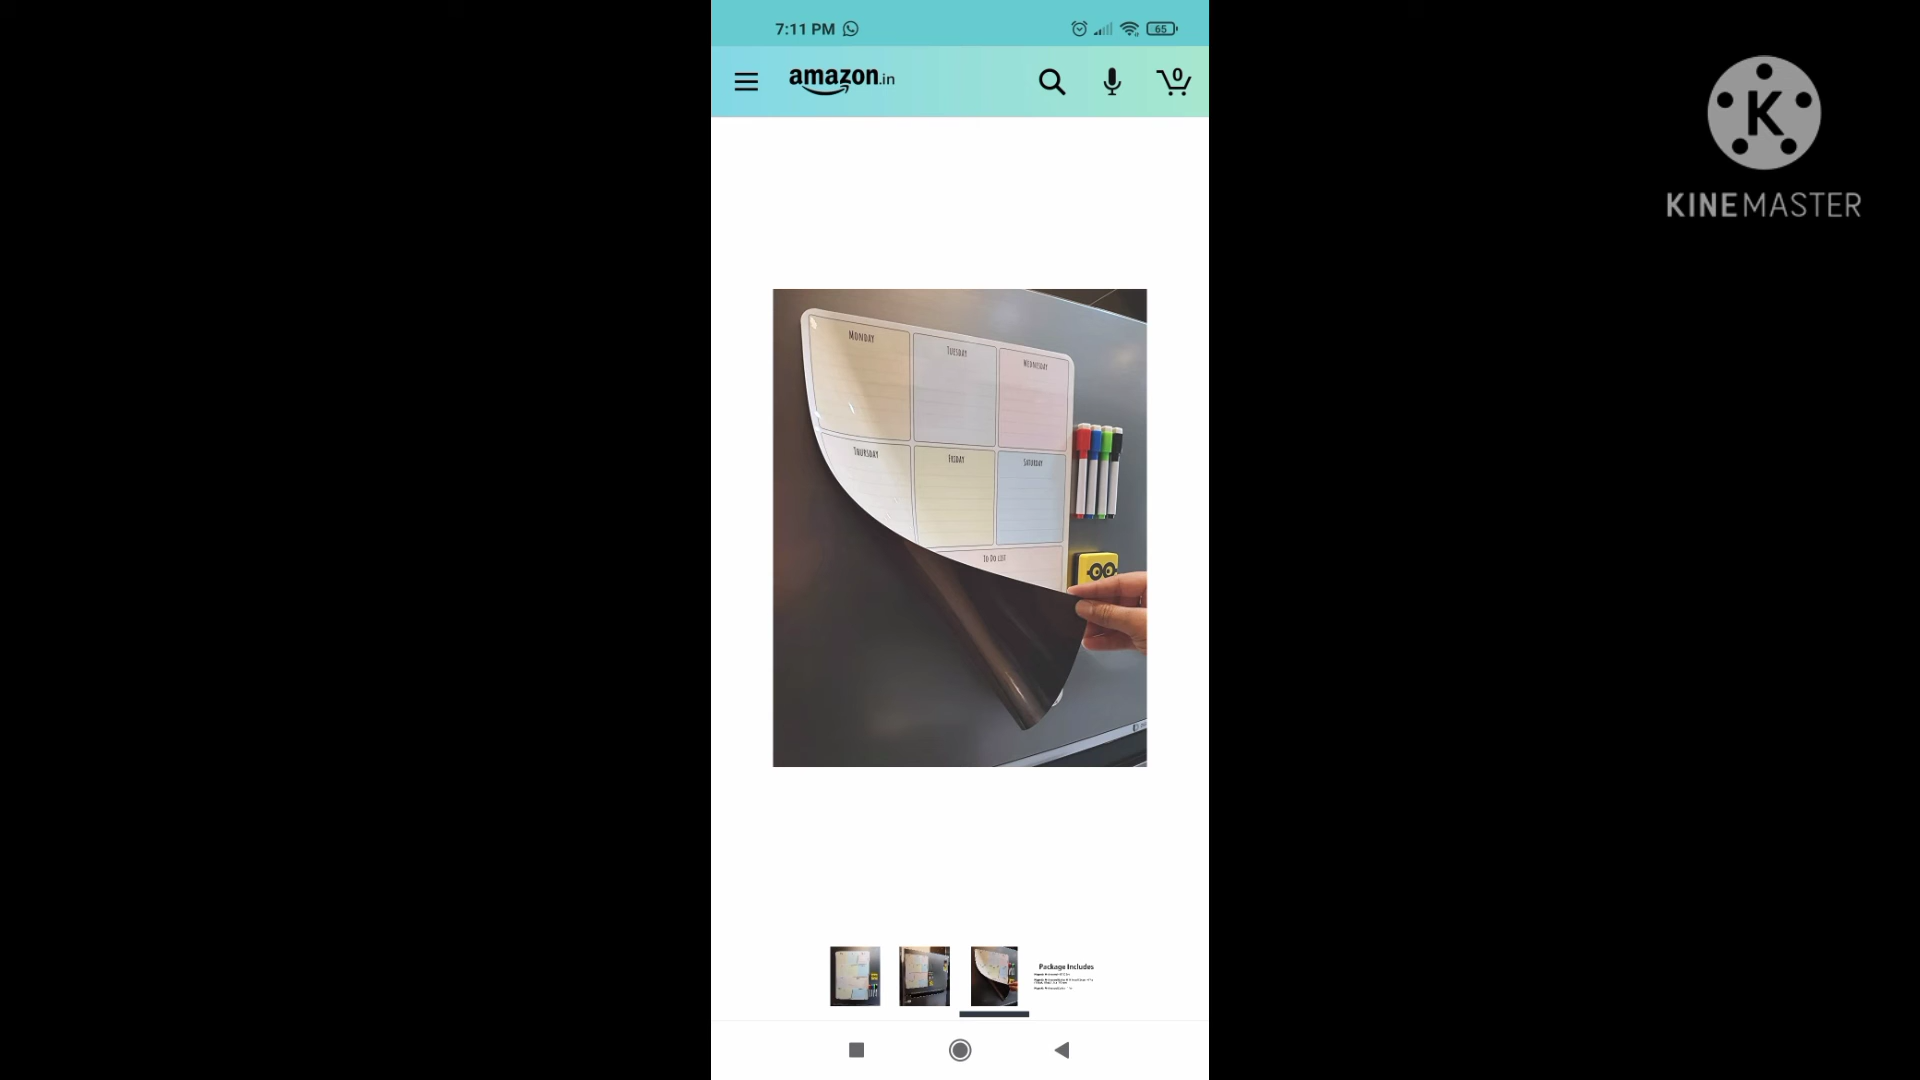 7:11 PM
65
amazon.in
0
KINEMASTER
MONDAY
TUESDAY
WEDNESDAY
THURSDAY
FRIDAY
SATURDAY
TO DO LIST
Package Includes